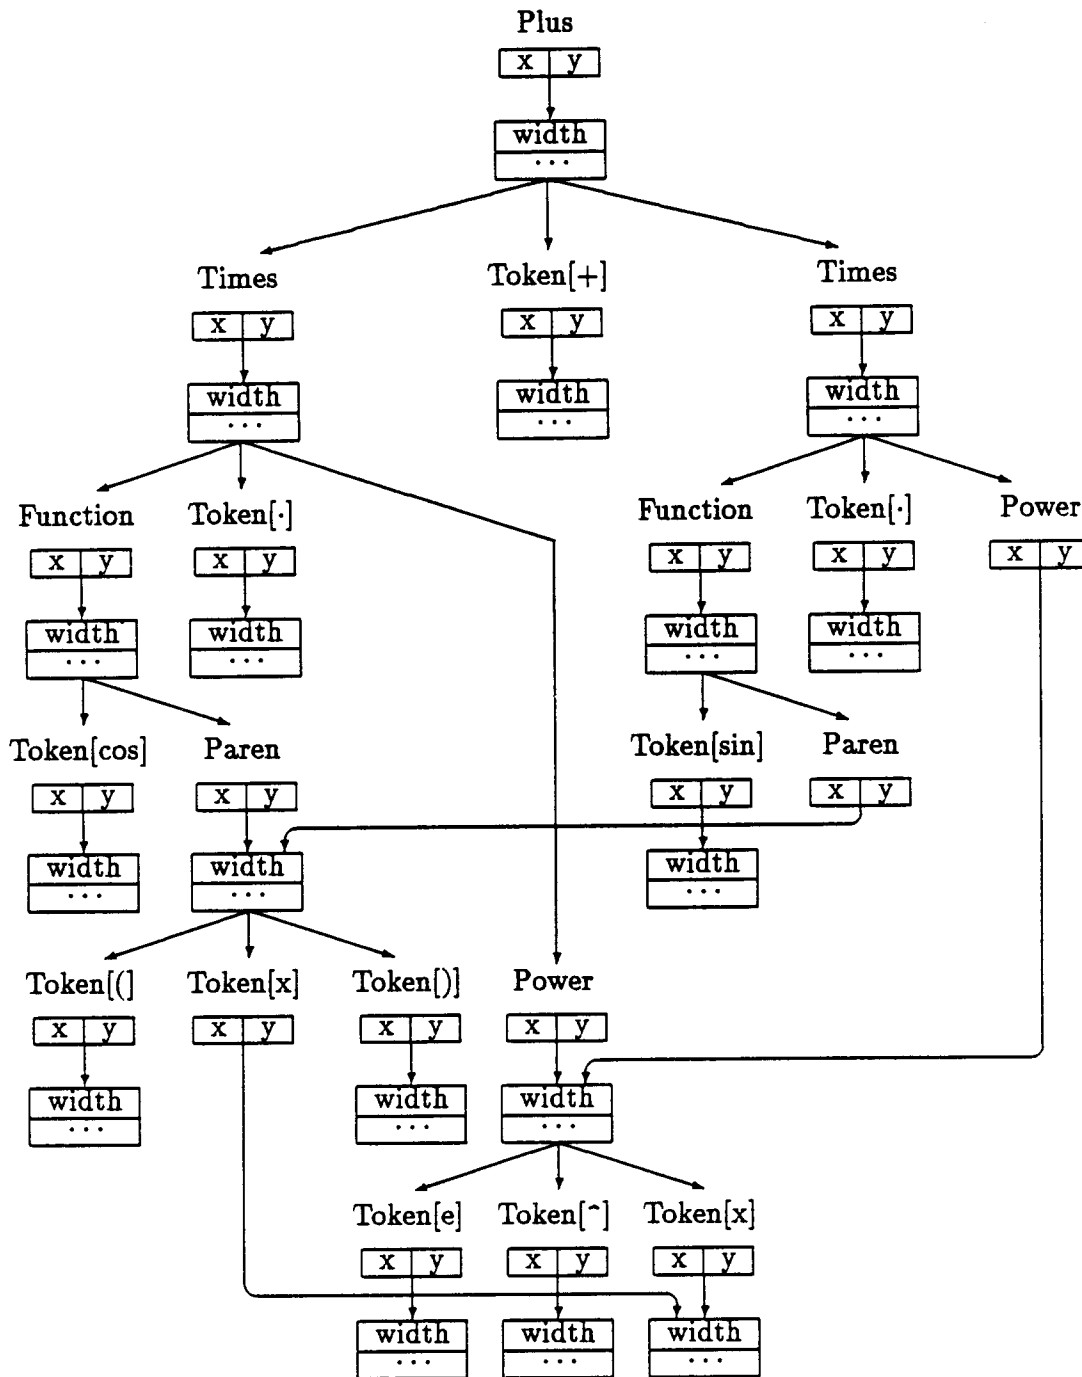 Plus
x y
width
...
Times Token[+] Times
x y x y x y
width width width
... ... ...
Function Token[·] Function Token[·] Power
x y x y x y x y x y
width width width width
... ... ... ...
Token[cos] Paren Token[sin] Paren
x y x y x y x y
width width width
... ... ...
Token[(] Token[x] Token[)] Power
x y x y x y x y
width width width
... ... ...
Token[e] Token[^] Token[x]
x y x y x y
width width width
... ... ...